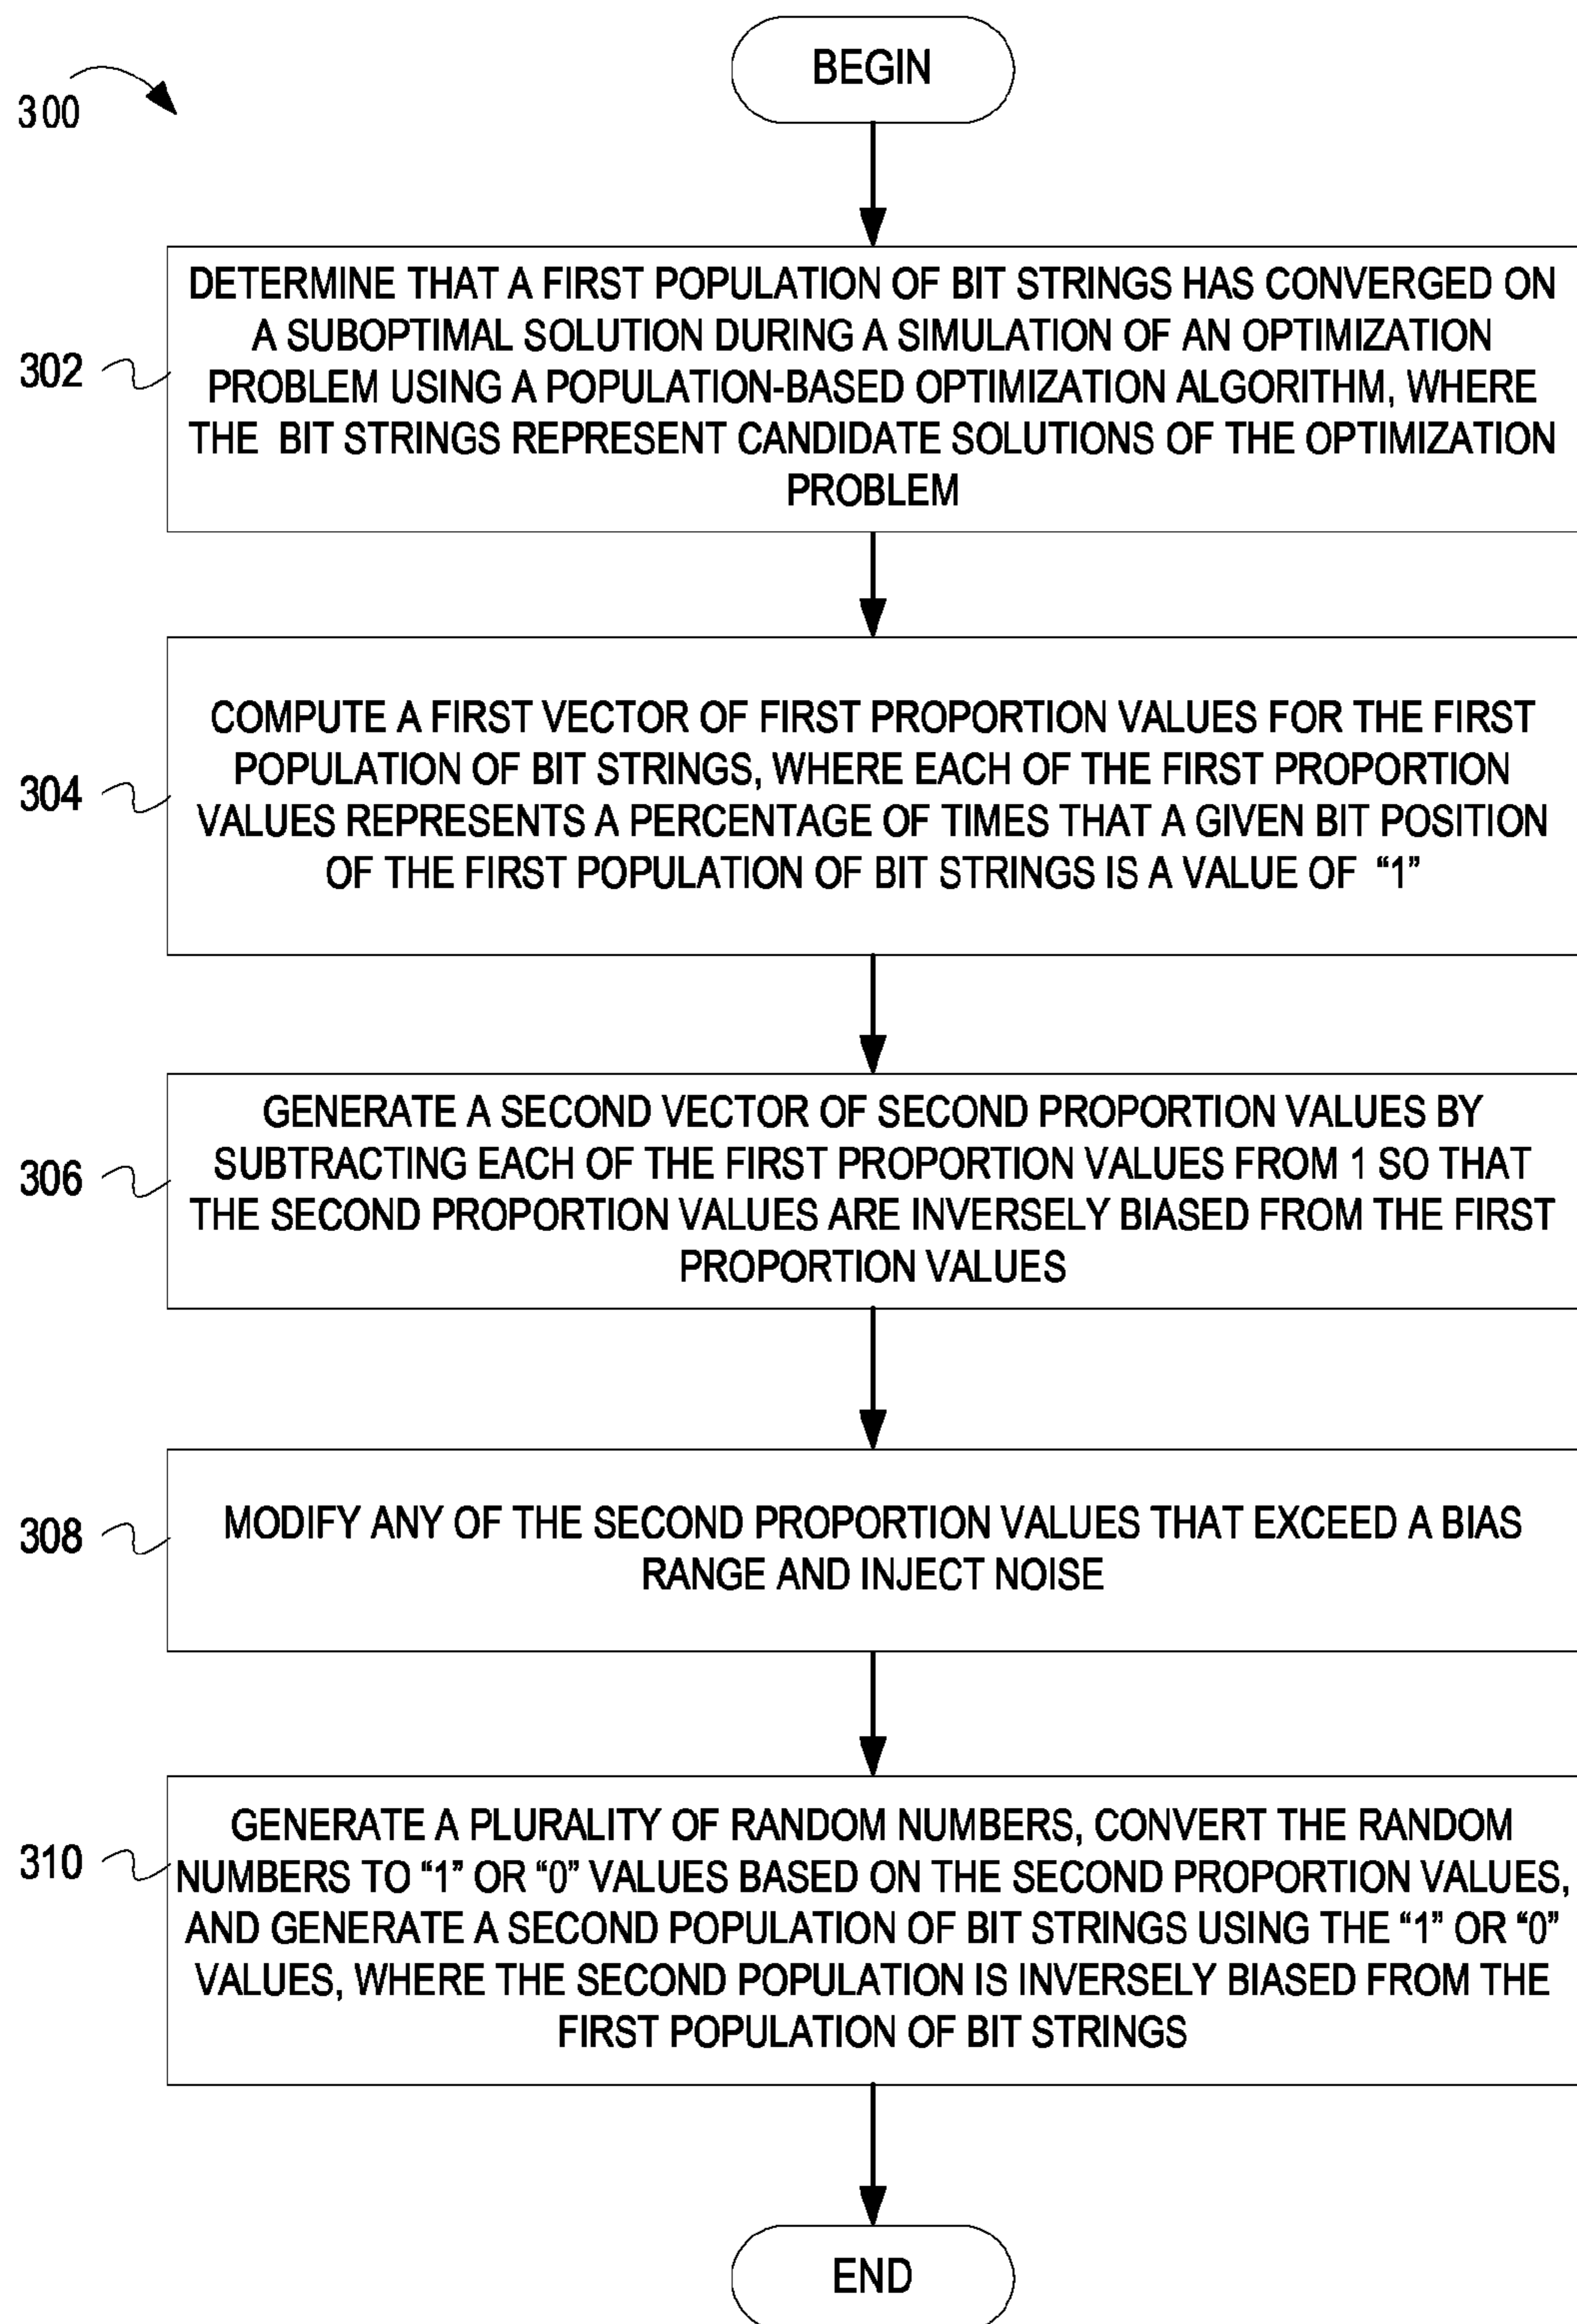 BEGIN
300
302
DETERMINE THAT A FIRST POPULATION OF BIT STRINGS HAS CONVERGED ON
A SUBOPTIMAL SOLUTION DURING A SIMULATION OF AN OPTIMIZATION
PROBLEM USING A POPULATION-BASED OPTIMIZATION ALGORITHM, WHERE
THE BIT STRINGS REPRESENT CANDIDATE SOLUTIONS OF THE OPTIMIZATION
PROBLEM
304
COMPUTE A FIRST VECTOR OF FIRST PROPORTION VALUES FOR THE FIRST
POPULATION OF BIT STRINGS, WHERE EACH OF THE FIRST PROPORTION
VALUES REPRESENTS A PERCENTAGE OF TIMES THAT A GIVEN BIT POSITION
OF THE FIRST POPULATION OF BIT STRINGS IS A VALUE OF “1”
306
GENERATE A SECOND VECTOR OF SECOND PROPORTION VALUES BY
SUBTRACTING EACH OF THE FIRST PROPORTION VALUES FROM 1 SO THAT
THE SECOND PROPORTION VALUES ARE INVERSELY BIASED FROM THE FIRST
PROPORTION VALUES
308
MODIFY ANY OF THE SECOND PROPORTION VALUES THAT EXCEED A BIAS
RANGE AND INJECT NOISE
310
GENERATE A PLURALITY OF RANDOM NUMBERS, CONVERT THE RANDOM
NUMBERS TO “1” OR “0” VALUES BASED ON THE SECOND PROPORTION VALUES,
AND GENERATE A SECOND POPULATION OF BIT STRINGS USING THE “1” OR “0”
VALUES, WHERE THE SECOND POPULATION IS INVERSELY BIASED FROM THE
FIRST POPULATION OF BIT STRINGS
END